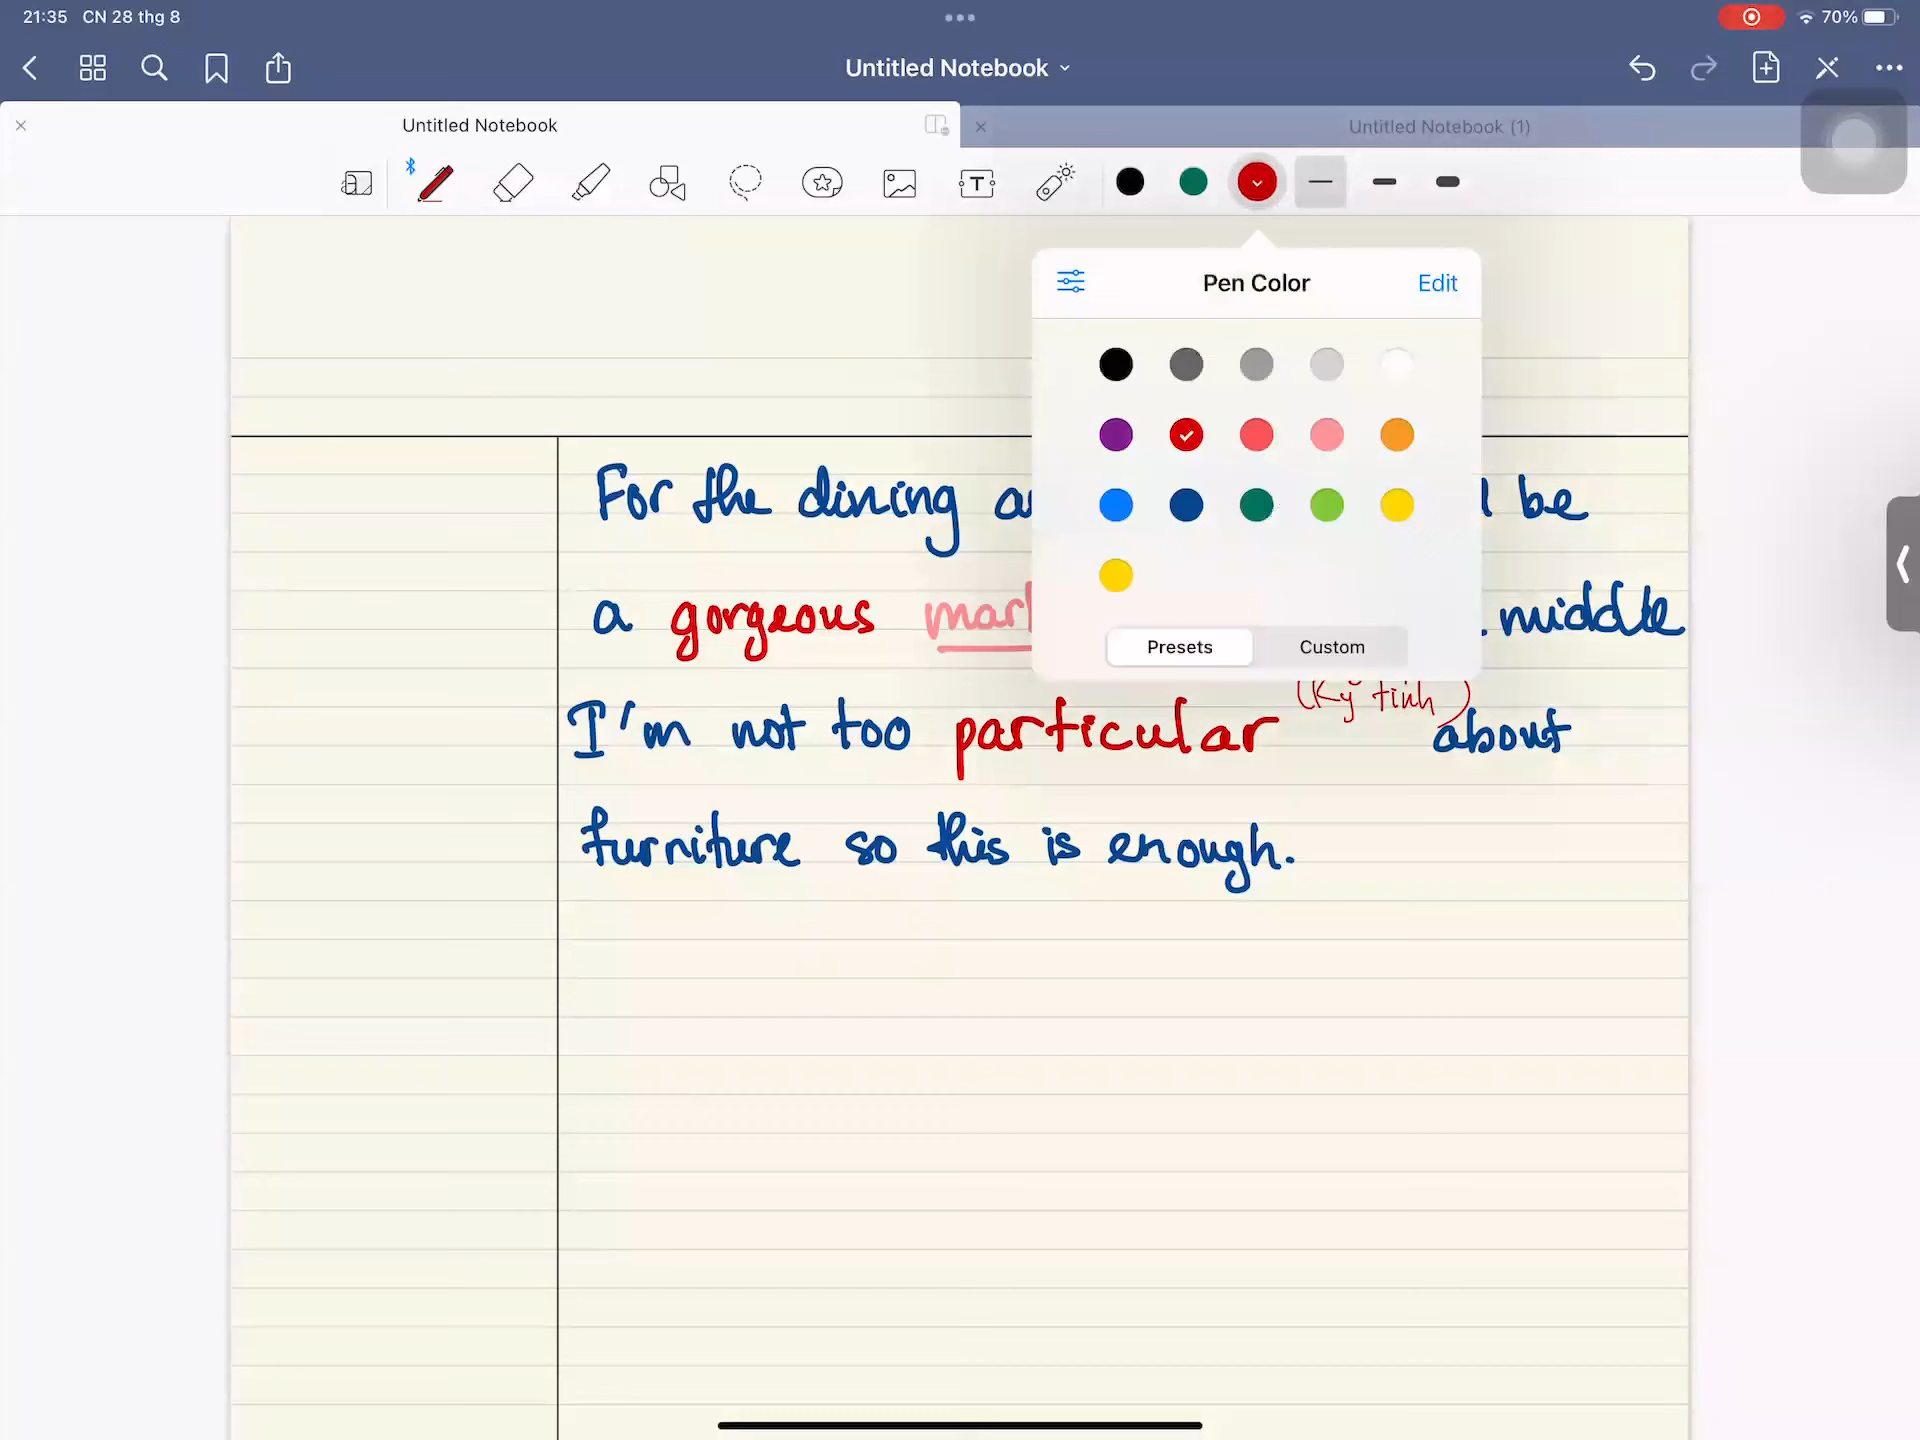 21:35 CN 28 thg 8
70%
Untitled Notebook
Untitled Notebook
Untitled Notebook (1)
T
Pen Color
Edit
Presets
Custom
For the dining be
a gorgeous middle
(Kỹ tính)
I'm not too particular about
furniture so this is enough.